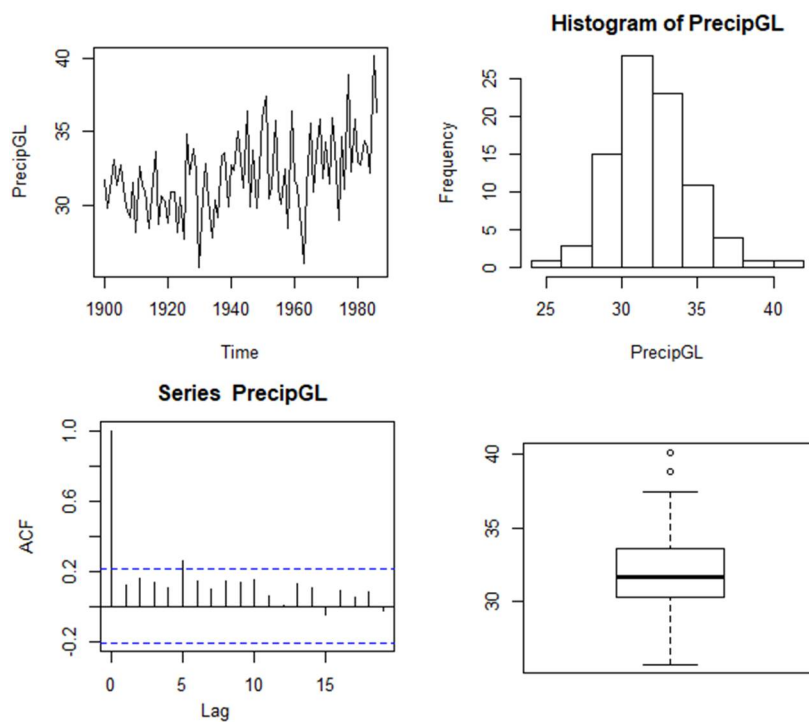 PrecipGL
30 35 40
1900 1920 1940 1960 1980
Time
Histogram of PrecipGL
Frequency
0 5 10 15 25
25 30 35 40
PrecipGL
Series PrecipGL
ACF
-0.2 0.2 0.6 1.0
0 5 10 15
Lag
30 35 40